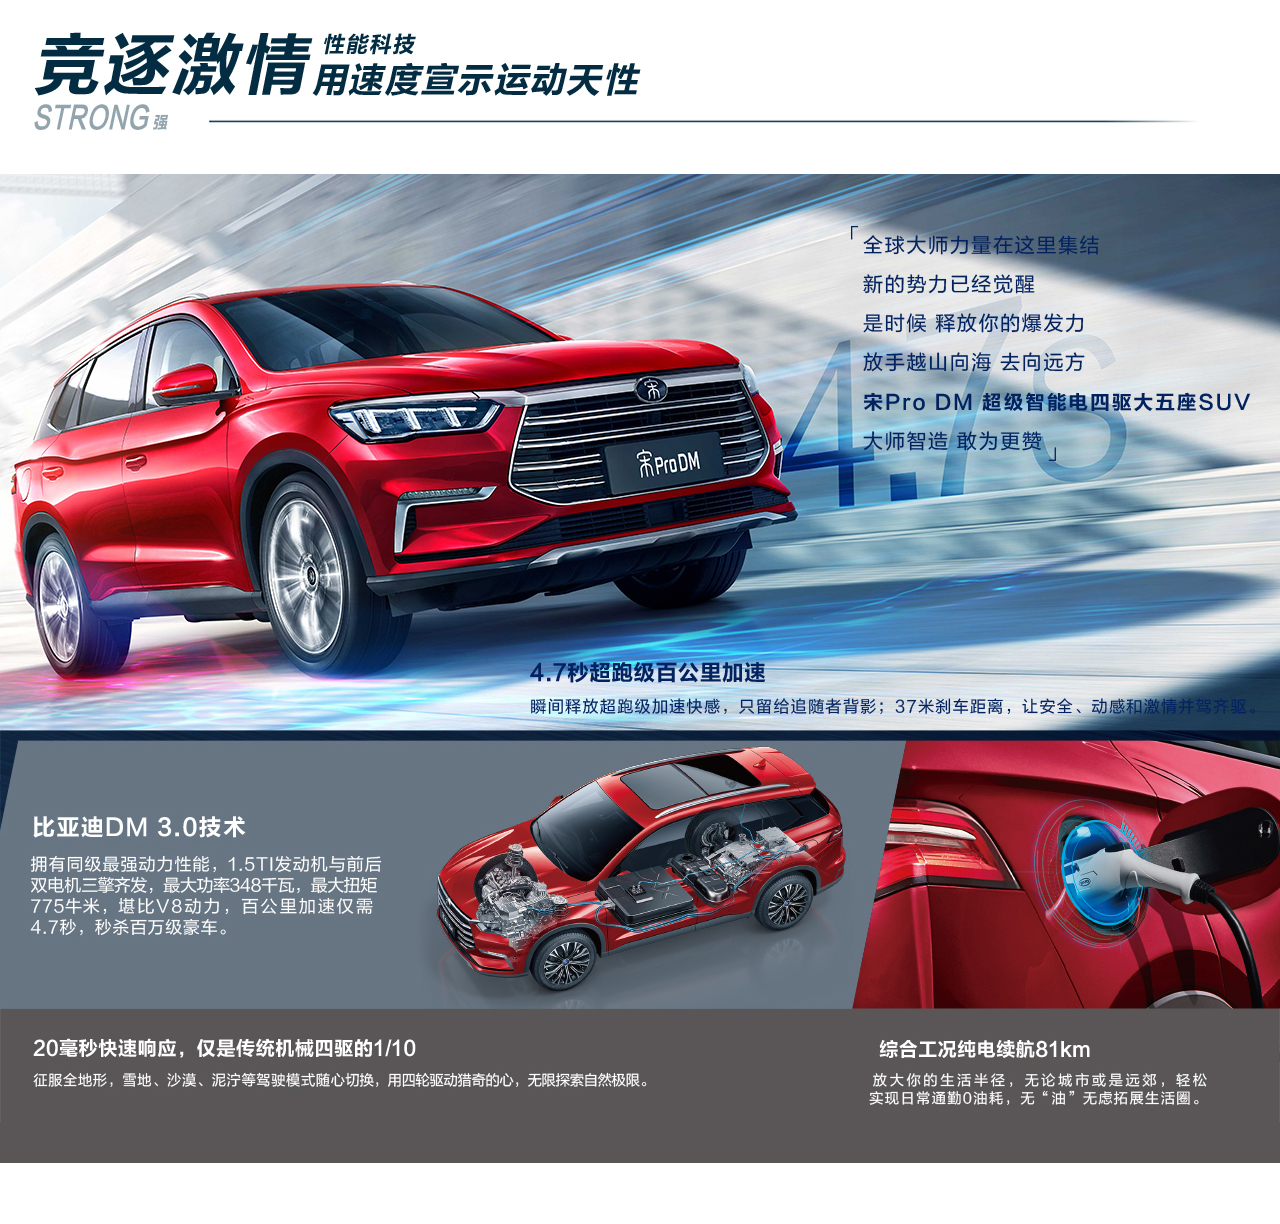 竞逐激情 性能科技
用速度宣示运动天性
STRONG 强
「全球大师力量在这里集结
新的势力已经觉醒
是时候 释放你的爆发力
放手越山向海 去向远方
宋Pro DM 超级智能电四驱大五座SUV
大师智造 敢为更赞」
4.7S
宋 Pro DM
4.7秒超跑级百公里加速
瞬间释放超跑级加速快感，只留给追随者背影；37米刹车距离，让安全、动感和激情并驾齐驱。
比亚迪DM 3.0技术
拥有同级最强动力性能，1.5TI发动机与前后
双电机三擎齐发，最大功率348千瓦，最大扭矩
775牛米，堪比V8动力，百公里加速仅需
4.7秒，秒杀百万级豪车。
20毫秒快速响应，仅是传统机械四驱的1/10
征服全地形，雪地、沙漠、泥泞等驾驶模式随心切换，用四轮驱动猎奇的心，无限探索自然极限。
综合工况纯电续航81km
放大你的生活半径，无论城市或是远郊，轻松
实现日常通勤0油耗，无“油”无虑拓展生活圈。